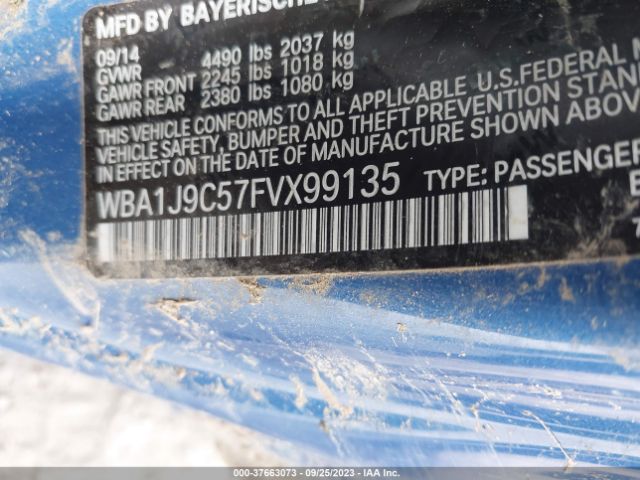 MFD BY BAYERISCHE
09/14
GVWR 4490 lbs 2037 kg
GAWR FRONT 2245 lbs 1018 kg
GAWR REAR 2380 lbs 1080 kg
THIS VEHICLE CONFORMS TO ALL APPLICABLE U.S.FEDERAL
VEHICLE SAFETY, BUMPER AND THEFT PREVENTION
IN EFFECT ON THE DATE OF MANUFACTURE SHOWN ABOVE.
WBA1J9C57FVX99135 TYPE: PASSENGER
000-37663073 / 09/25/2023 / IAA Inc.